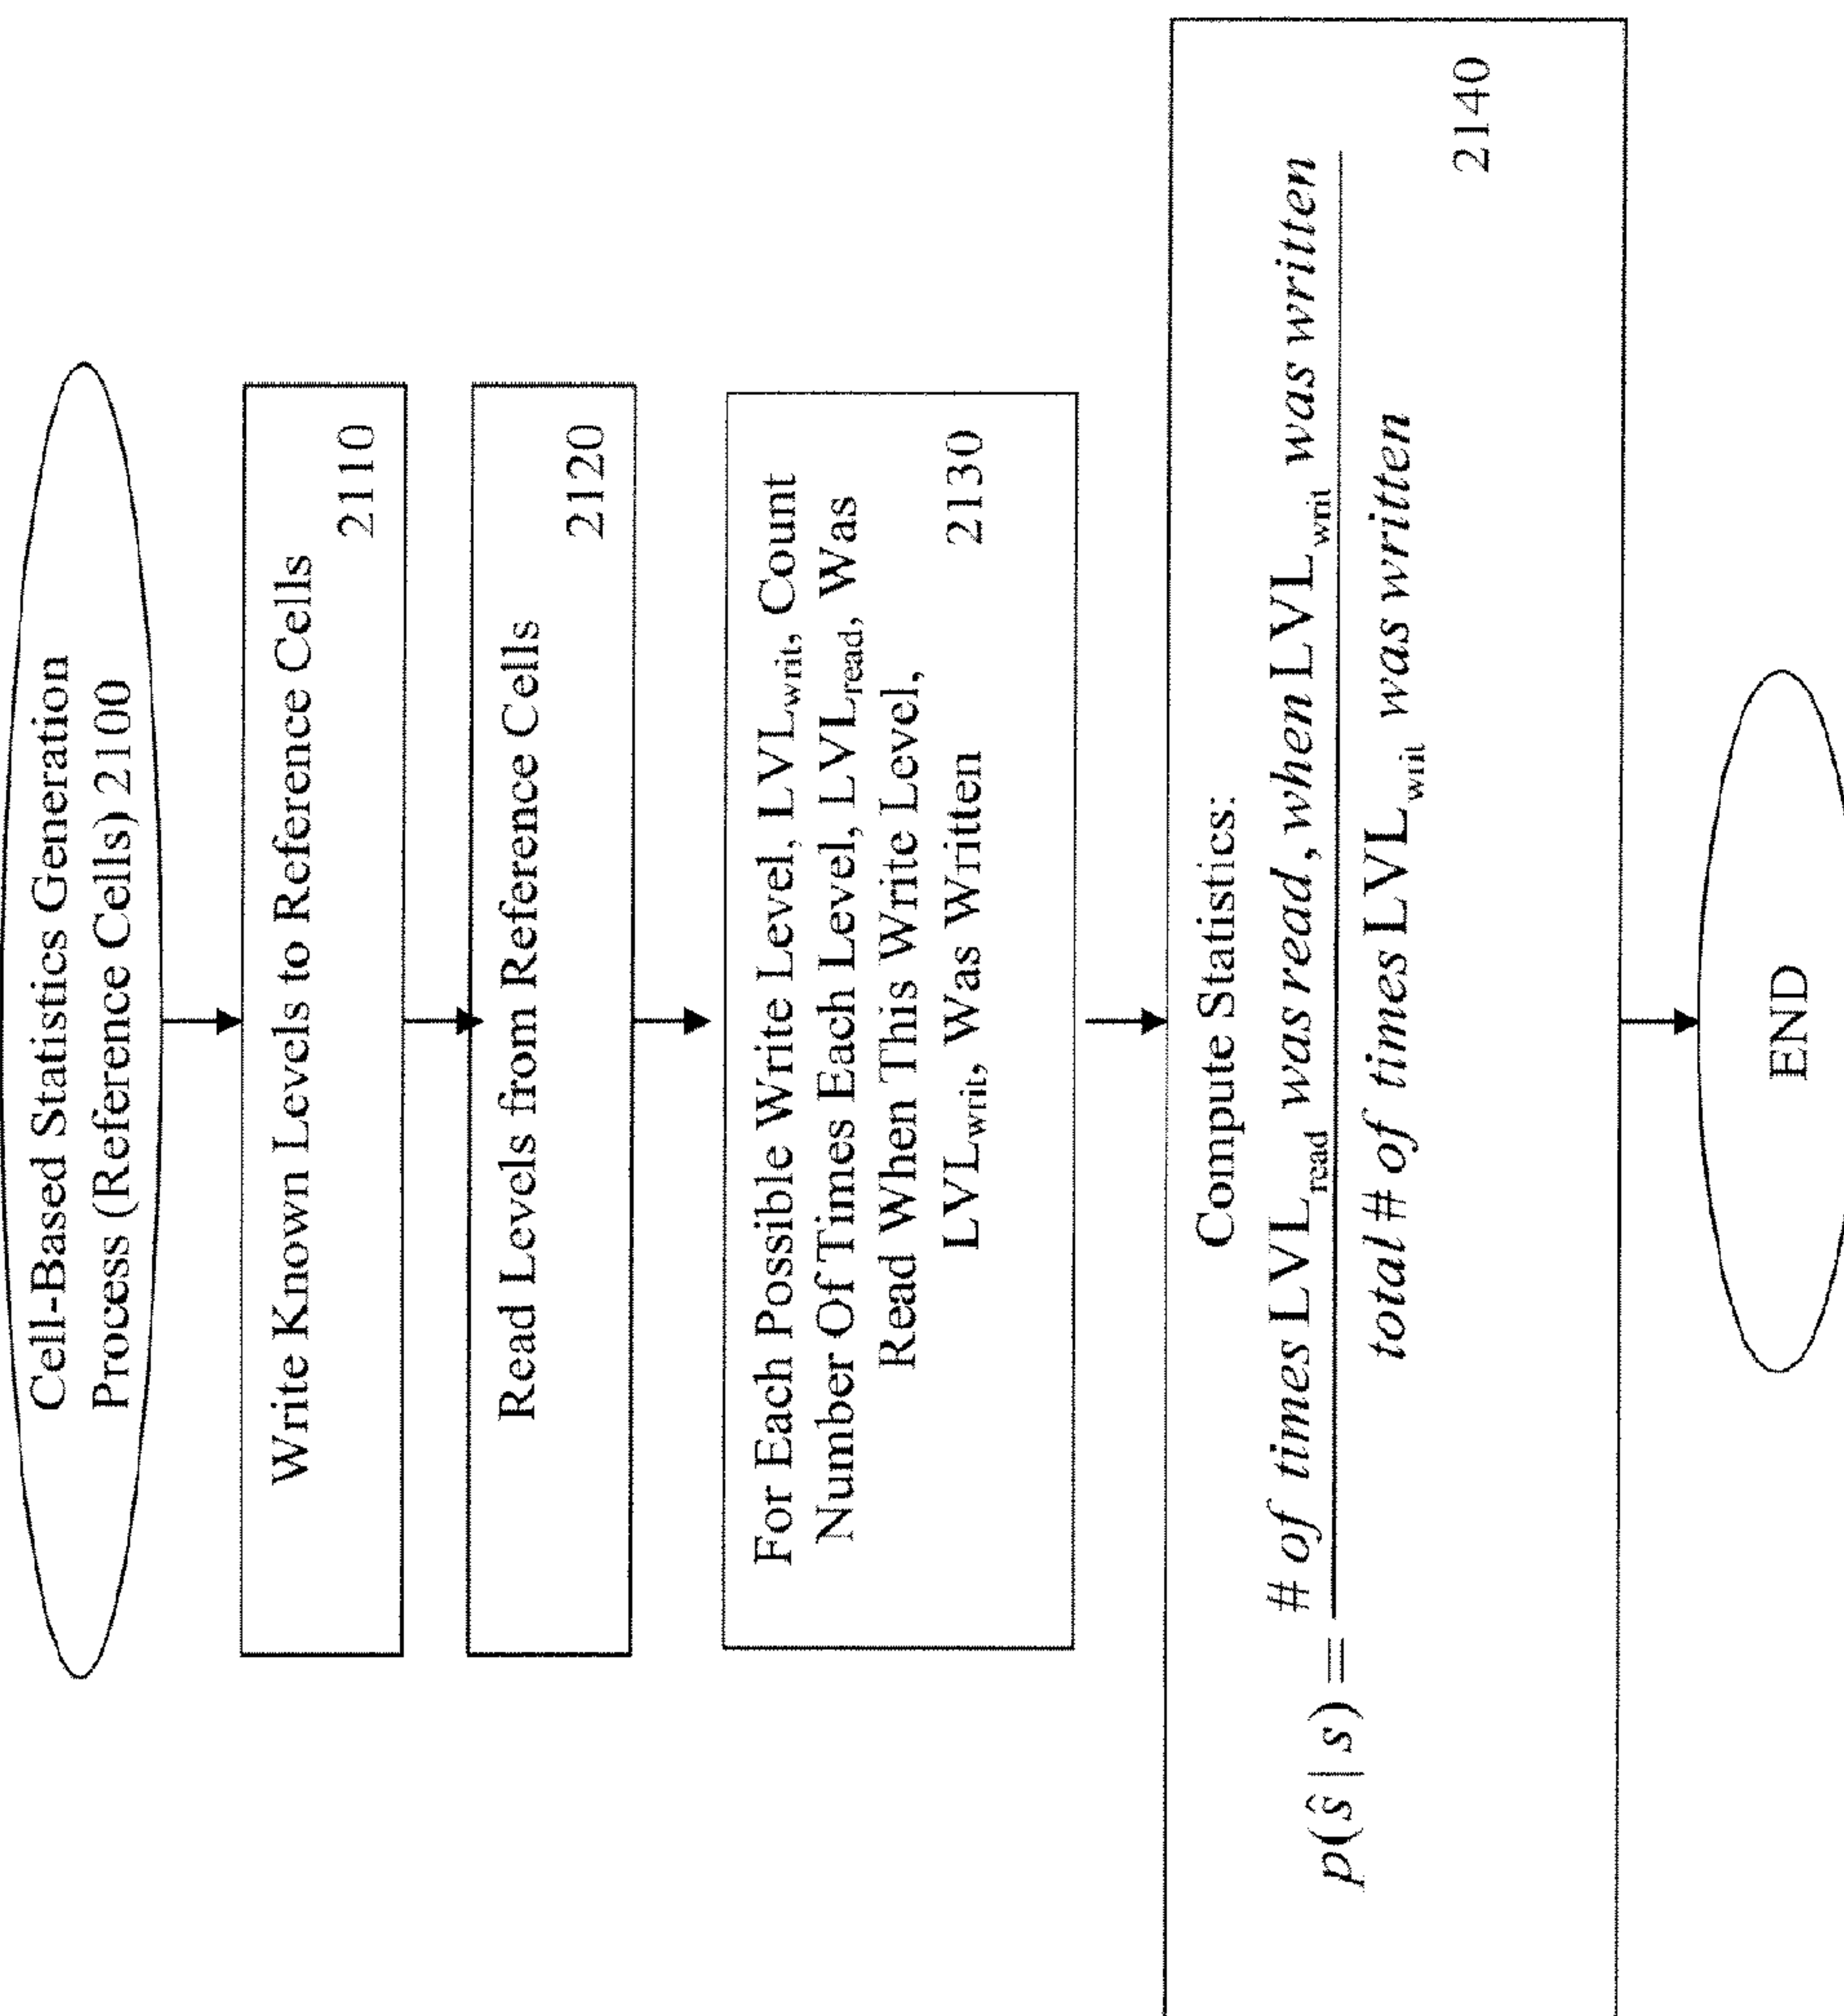 Cell-Based Statistics Generation
Process (Reference Cells) 2100
Write Known Levels to Reference Cells
2110
Read Levels from Reference Cells
2120
For Each Possible Write Level, LVLwrit, Count
Number Of Times Each Level, LVLread, Was
Read When This Write Level,
LVLwrit, Was Written
2130
Compute Statistics:
p(ŝ | s) = # of times LVLread was read, when LVLwrit was written
total # of times LVLwrit was written
2140
END